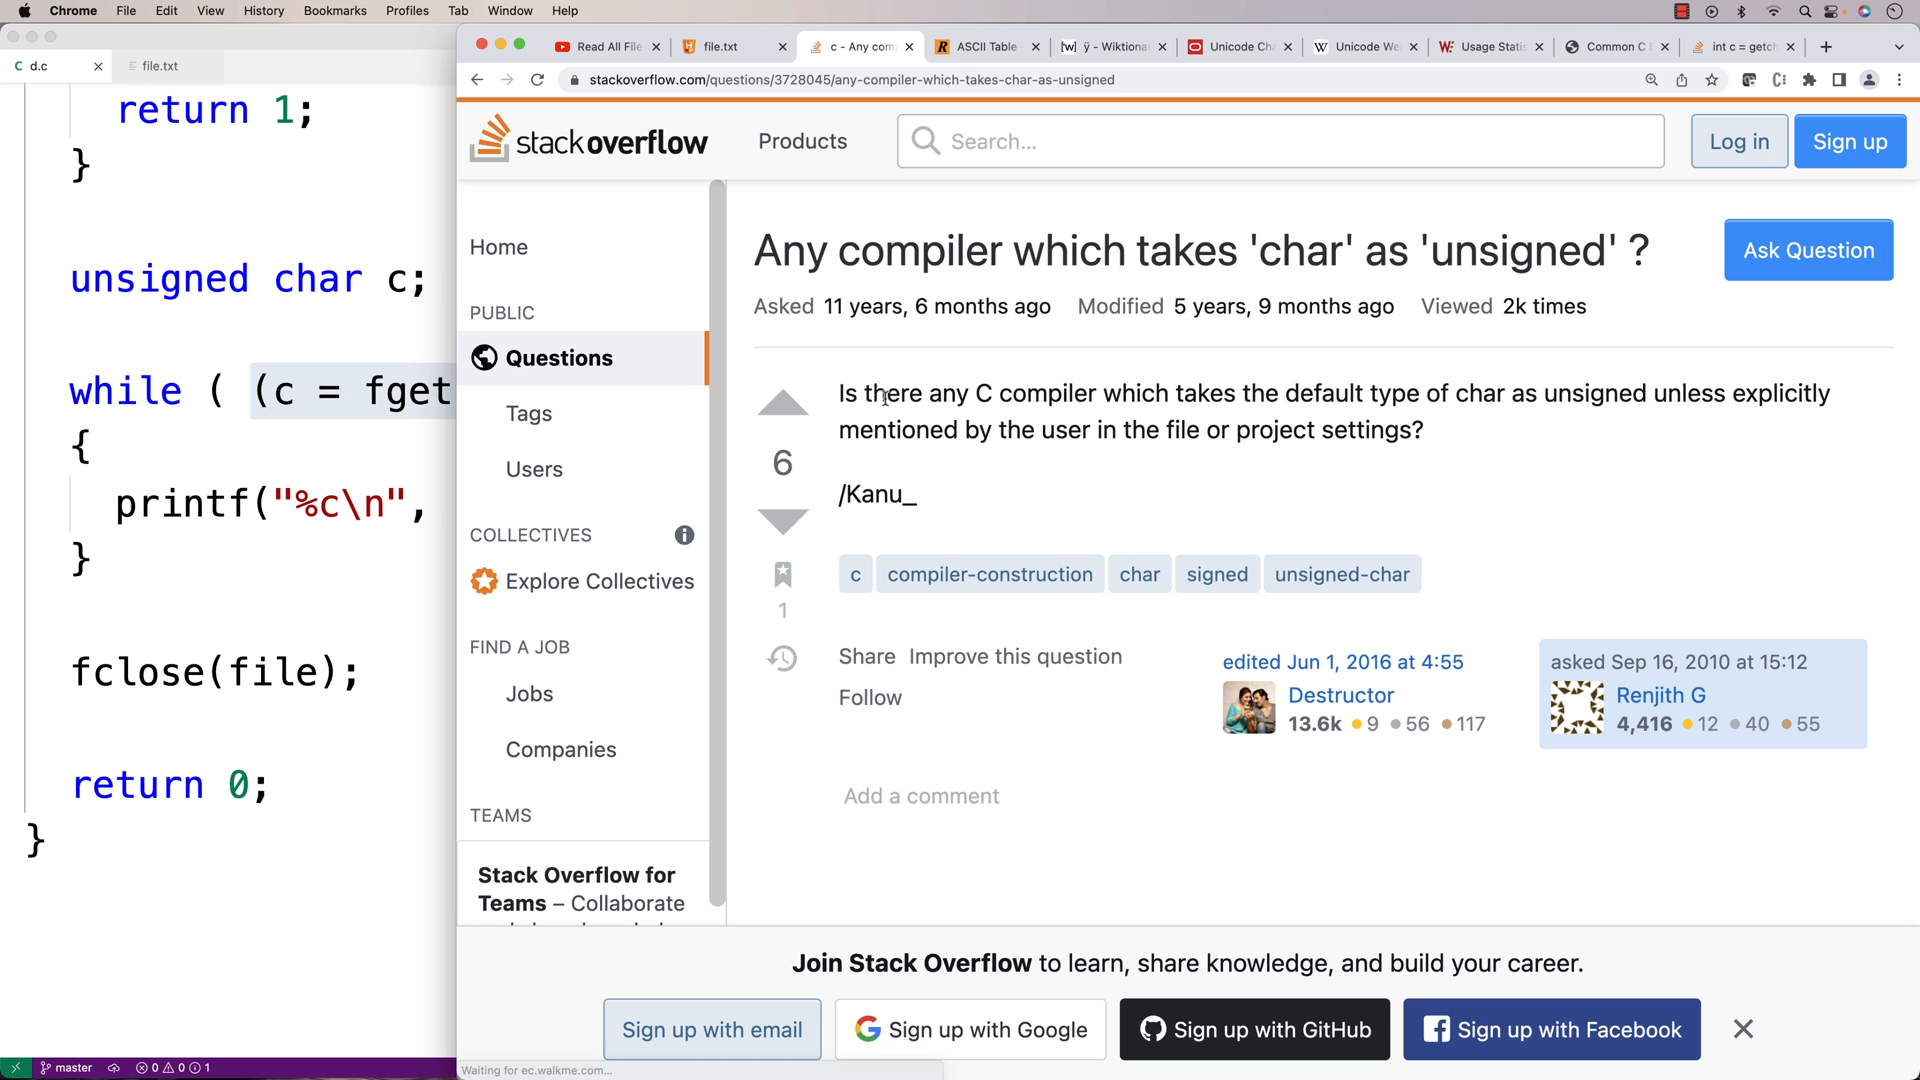 Chrome File Edit View History Bookmarks Profiles Tab Window Help
C d.c
file.txt
return 1;
}
unsigned char c;
while ( (c = fget
{
printf("%c\n",
}
fclose(file);
return 0;
}
master 0 0 1
Read All File
file.txt
c - Any com
ASCII Table
[w] ÿ - Wiktiona
Unicode Cha
W Unicode We
Usage Statis
Common C
int c = getch
stackoverflow.com/questions/3728045/any-compiler-which-takes-char-as-unsigned
stackoverflow
Products
Search...
Log in
Sign up
Home
PUBLIC
Questions
Tags
Users
COLLECTIVES
Explore Collectives
FIND A JOB
Jobs
Companies
TEAMS
Stack Overflow for
Teams – Collaborate
Any compiler which takes 'char' as 'unsigned' ?
Ask Question
Asked 11 years, 6 months ago Modified 5 years, 9 months ago Viewed 2k times
6
1
Is there any C compiler which takes the default type of char as unsigned unless explicitly
mentioned by the user in the file or project settings?
/Kanu_
c compiler-construction char signed unsigned-char
Share Improve this question
Follow
edited Jun 1, 2016 at 4:55
Destructor
13.6k 9 56 117
asked Sep 16, 2010 at 15:12
Renjith G
4,416 12 40 55
Add a comment
Join Stack Overflow to learn, share knowledge, and build your career.
Sign up with email
Sign up with Google
Sign up with GitHub
Sign up with Facebook
Waiting for ec.walkme.com...